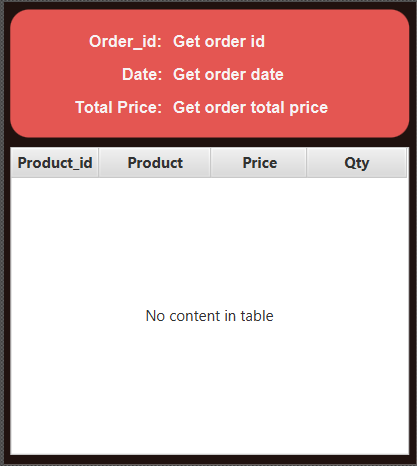 Order_id: Get order id
Date: Get order date
Total Price: Get order total price
Product_id Product Price Qty
No content in table